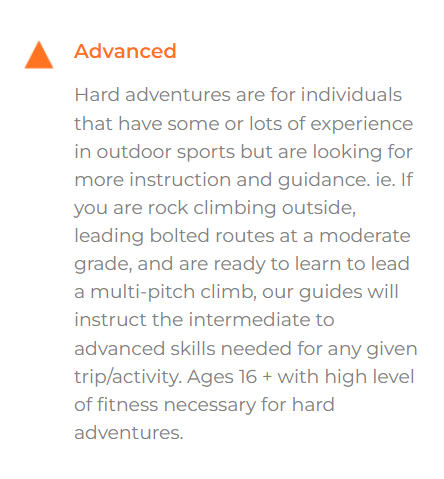 Advanced
Hard adventures are for individuals
that have some or lots of experience
in outdoor sports but are looking for
more instruction and guidance. ie. If
you are rock climbing outside,
leading bolted routes at a moderate
grade, and are ready to learn to lead
a multi-pitch climb, our guides will
instruct the intermediate to
advanced skills needed for any given
trip/activity. Ages 16 + with high level
of fitness necessary for hard
adventures.